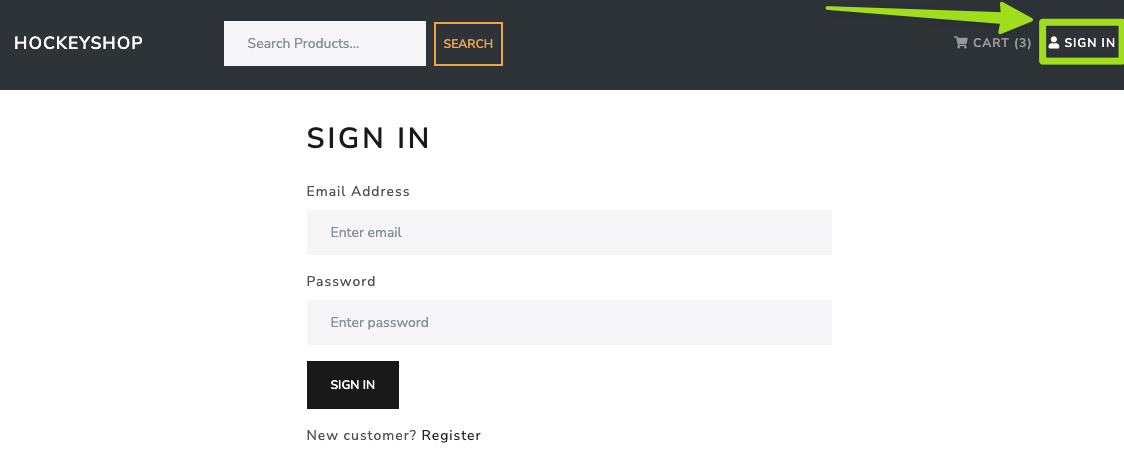 HOCKEYSHOP
Search Products...
SEARCH
CART (3)
SIGN IN
SIGN IN
Email Address
Enter email
Password
Enter password
SIGN IN
New customer? Register